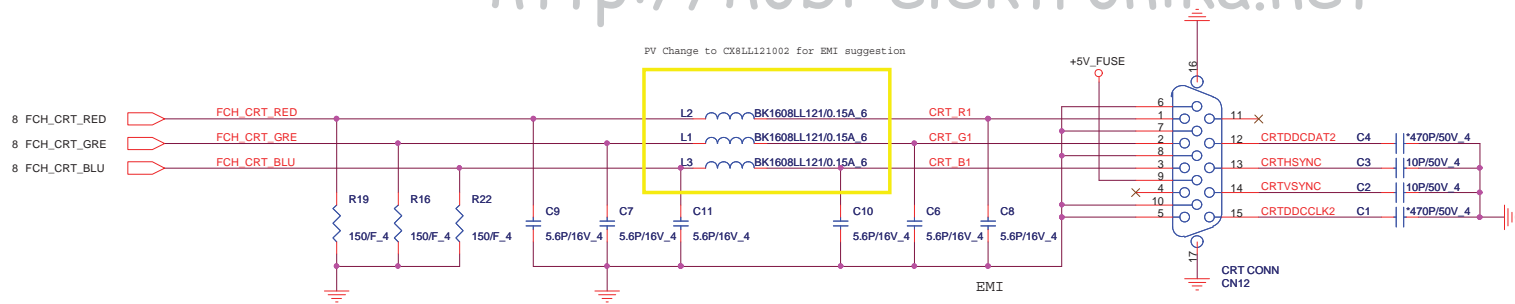 http://hobi-elektronika.net
PV Change to CX8LL121002 for EMI suggestion
+5V_FUSE
16
8 FCH_CRT_RED FCH_CRT_RED L2 BK1608LL121/0.15A_6 CRT_R1
8 FCH_CRT_GRE FCH_CRT_GRE L1 BK1608LL121/0.15A_6 CRT_G1
8 FCH_CRT_BLU FCH_CRT_BLU L3 BK1608LL121/0.15A_6 CRT_B1
6
1 11
7
2 12 CRTDDCDAT2 C4 *470P/50V_4
8
3 13 CRTHSYNC C3 10P/50V_4
9
4 14 CRTVSYNC C2 10P/50V_4
10
5 15 CRTDDCCLK2 C1 *470P/50V_4
R19 R16 R22 C9 C7 C11 C10 C6 C8
150/F_4 150/F_4 150/F_4 5.6P/16V_4 5.6P/16V_4 5.6P/16V_4 5.6P/16V_4 5.6P/16V_4 5.6P/16V_4
17
EMI
CRT CONN
CN12